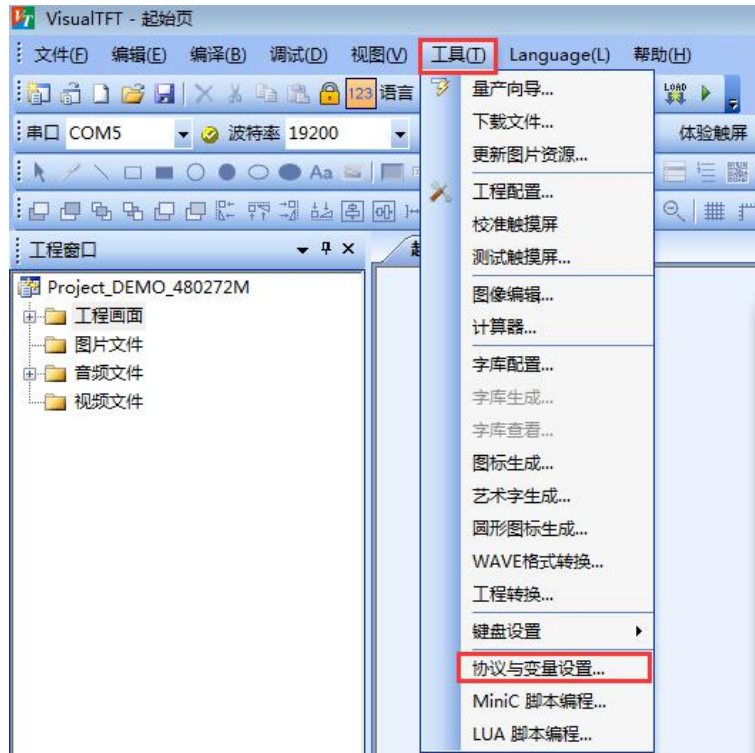 VisualTFT - 起始页
文件(F) 编辑(E) 编译(B) 调试(D) 视图(V) 工具(T) Language(L) 帮助(H)
123 语言
LOAD
串口 COM5 波特率 19200 体验触屏
Aa
工程窗口
Project_DEMO_480272M
工程画面
图片文件
音频文件
视频文件
量产向导...
下载文件...
更新图片资源...
工程配置...
校准触摸屏
测试触摸屏...
图像编辑...
计算器...
字库配置...
字库生成...
字库查看...
图标生成...
艺术字生成...
圆形图标生成...
WAVE格式转换...
工程转换...
键盘设置
协议与变量设置...
MiniC 脚本编程...
LUA 脚本编程...